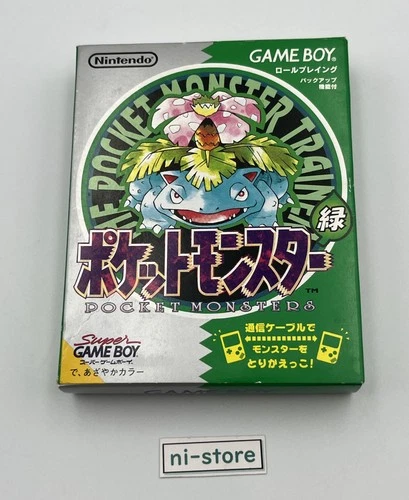 Nintendo
GAME BOY
ロールプレイング
バックアップ
機能付
THE POCKET MONSTER TRAINER
緑
ポケットモンスター
TM
POCKET MONSTERS
Super
GAME BOY
スーパーゲームボーイ
で、あざやかカラー
通信ケーブルで
モンスターを
とりかえっこ!
ni-store